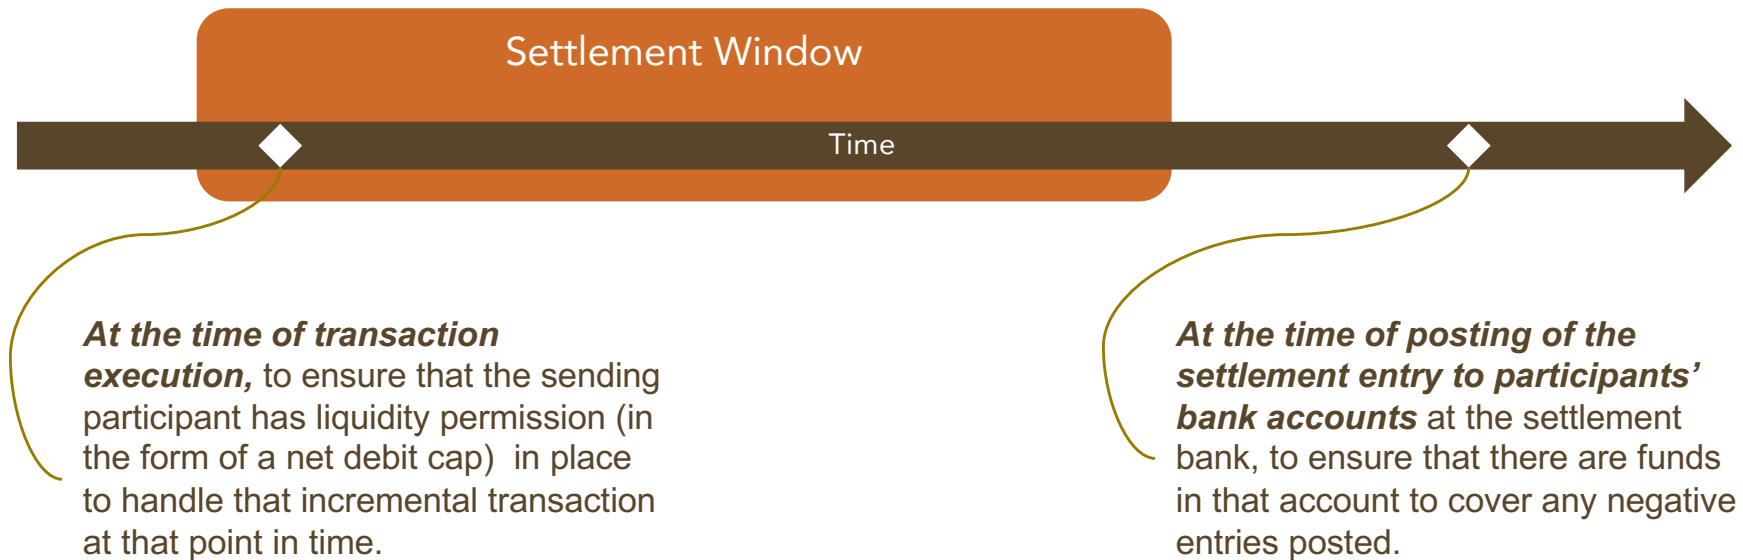 Settlement Window
Time
At the time of transaction
execution, to ensure that the sending
participant has liquidity permission (in
the form of a net debit cap)  in place
to handle that incremental transaction
at that point in time.
At the time of posting of the
settlement entry to participants’
bank accounts at the settlement
bank, to ensure that there are funds
in that account to cover any negative
entries posted.